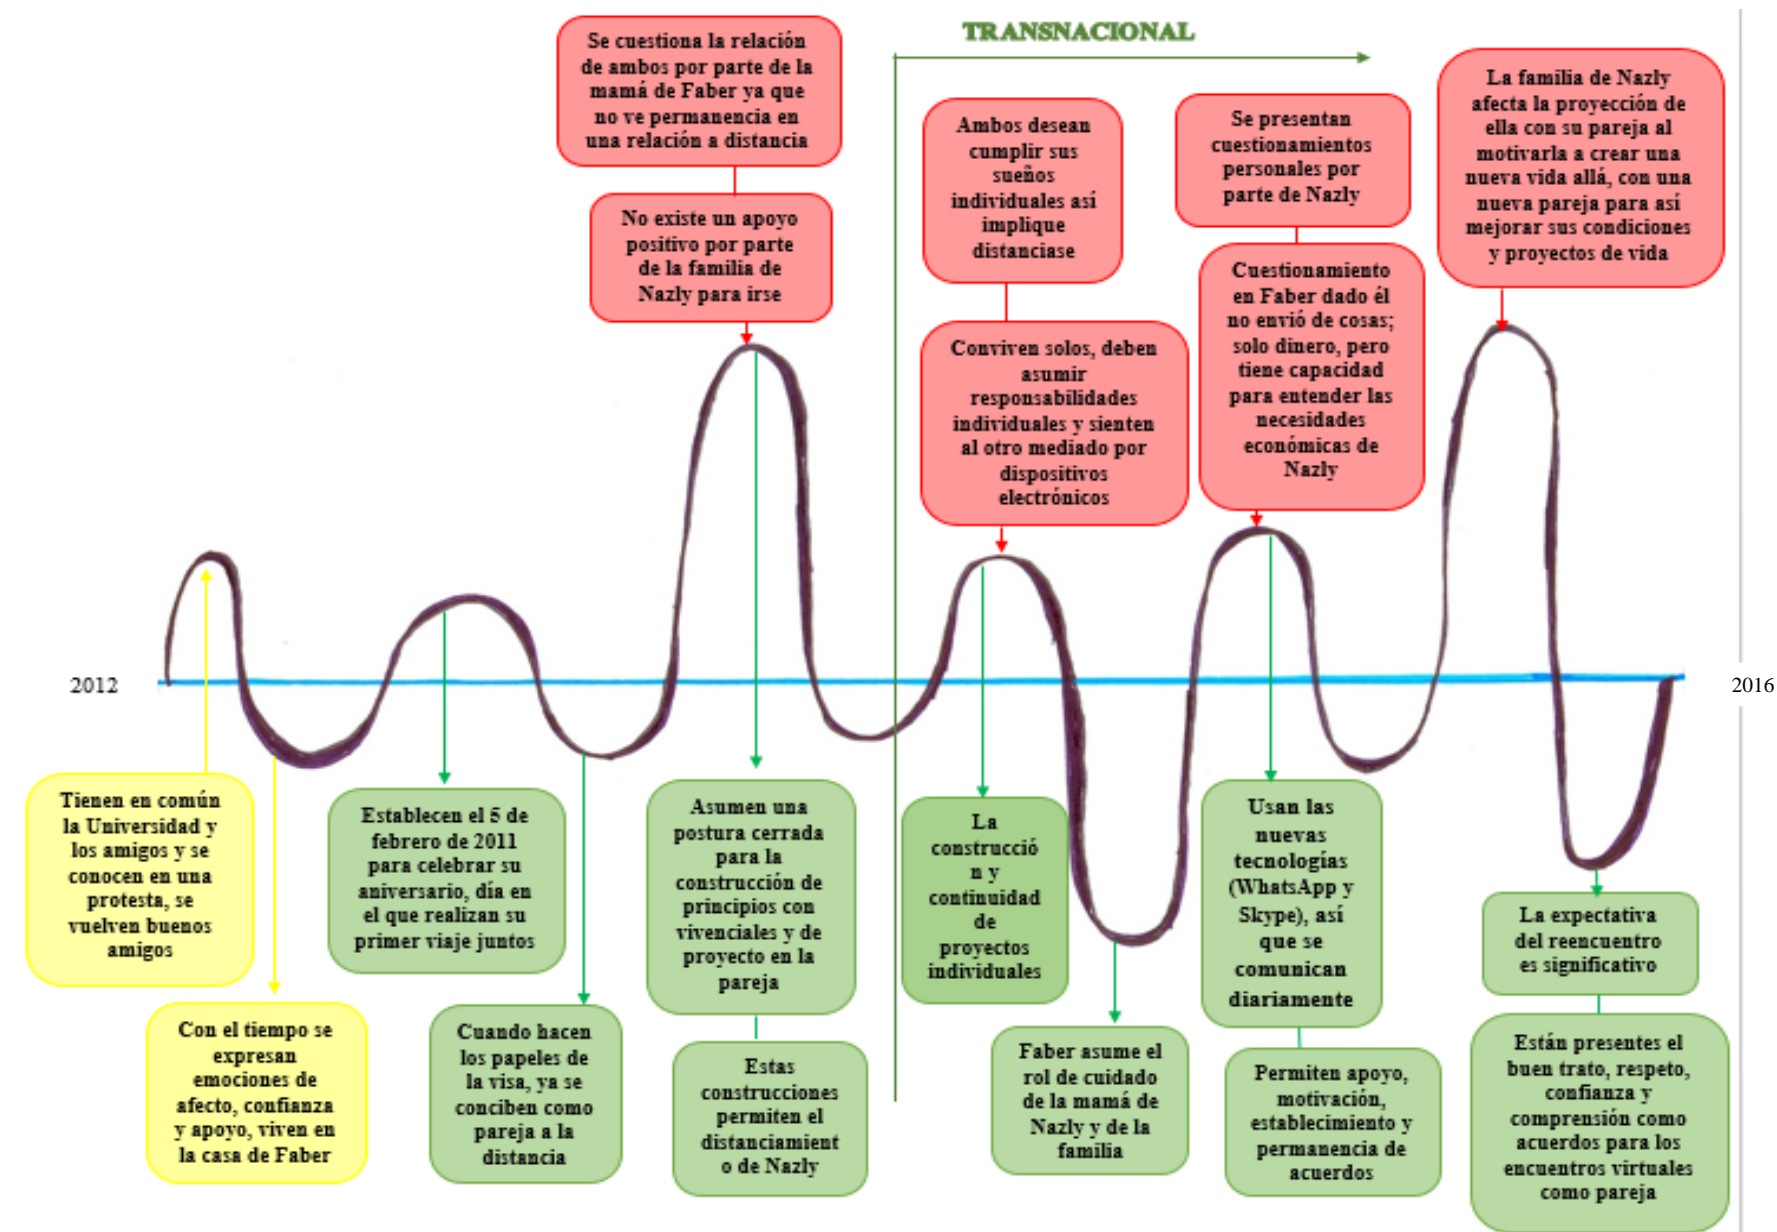 TRANSNACIONAL
Se cuestiona la relación
de ambos por parte de la
mamá de Faber ya que
no ve permanencia en
una relación a distancia
No existe un apoyo
positivo por parte
de la familia de
Nazly para irse
Ambos desean
cumplir sus
sueños
individuales así
implique
distanciase
Conviven solos, deben
asumir
responsabilidades
individuales y sienten
al otro mediado por
dispositivos
electrónicos
Se presentan
cuestionamientos
personales por
parte de Nazly
Cuestionamiento
en Faber dado él
no envió de cosas;
solo dinero, pero
tiene capacidad
para entender las
necesidades
económicas de
Nazly
La familia de Nazly
afecta la proyección de
ella con su pareja al
motivarla a crear una
nueva vida allá, con una
nueva pareja para así
mejorar sus condiciones
y proyectos de vida
2012
2016
Tienen en común
la Universidad y
los amigos y se
conocen en una
protesta, se
vuelven buenos
amigos
Con el tiempo se
expresan
emociones de
afecto, confianza
y apoyo, viven en
la casa de Faber
Establecen el 5 de
febrero de 2011
para celebrar su
aniversario, día en
el que realizan su
primer viaje juntos
Cuando hacen
los papeles de
la visa, ya se
conciben como
pareja a la
distancia
Asumen una
postura cerrada
para la
construcción de
principios con
vivenciales y de
proyecto en la
pareja
Estas
construcciones
permiten el
distanciamient
o de Nazly
La
construcció
n y
continuidad
de
proyectos
individuales
Faber asume el
rol de cuidado
de la mamá de
Nazly y de la
familia
Usan las
nuevas
tecnologías
(WhatsApp y
Skype), así
que se
comunican
diariamente
Permiten apoyo,
motivación,
establecimiento y
permanencia de
acuerdos
La expectativa
del reencuentro
es significativo
Están presentes el
buen trato, respeto,
confianza y
comprensión como
acuerdos para los
encuentros virtuales
como pareja